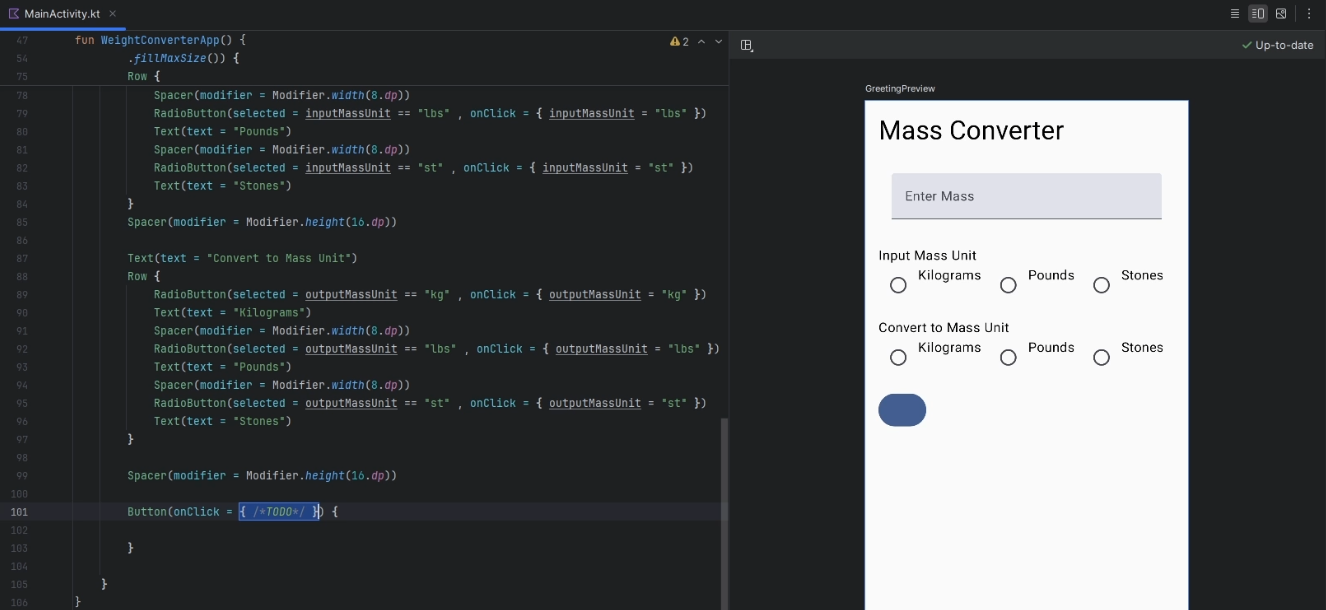 MainActivity.kt
47 fun WeightConverterApp() {
2
54 .fillMaxSize()) {
75 Row {
78 Spacer(modifier = Modifier.width(8.dp))
79 RadioButton(selected = inputMassUnit == "lbs" , onClick = { inputMassUnit = "lbs" })
80 Text(text = "Pounds")
81 Spacer(modifier = Modifier.width(8.dp))
82 RadioButton(selected = inputMassUnit == "st" , onClick = { inputMassUnit = "st" })
83 Text(text = "Stones")
84 }
85 Spacer(modifier = Modifier.height(16.dp))
86
87 Text(text = "Convert to Mass Unit")
88 Row {
89 RadioButton(selected = outputMassUnit == "kg" , onClick = { outputMassUnit = "kg" })
90 Text(text = "Kilograms")
91 Spacer(modifier = Modifier.width(8.dp))
92 RadioButton(selected = outputMassUnit == "lbs" , onClick = { outputMassUnit = "lbs" })
93 Text(text = "Pounds")
94 Spacer(modifier = Modifier.width(8.dp))
95 RadioButton(selected = outputMassUnit == "st" , onClick = { outputMassUnit = "st" })
96 Text(text = "Stones")
97 }
98
99 Spacer(modifier = Modifier.height(16.dp))
100
101 Button(onClick = { /*TODO*/ }) {
102
103 }
104
105 }
106 }
Up-to-date
GreetingPreview
Mass Converter
Enter Mass
Input Mass Unit
Kilograms Pounds Stones
Convert to Mass Unit
Kilograms Pounds Stones